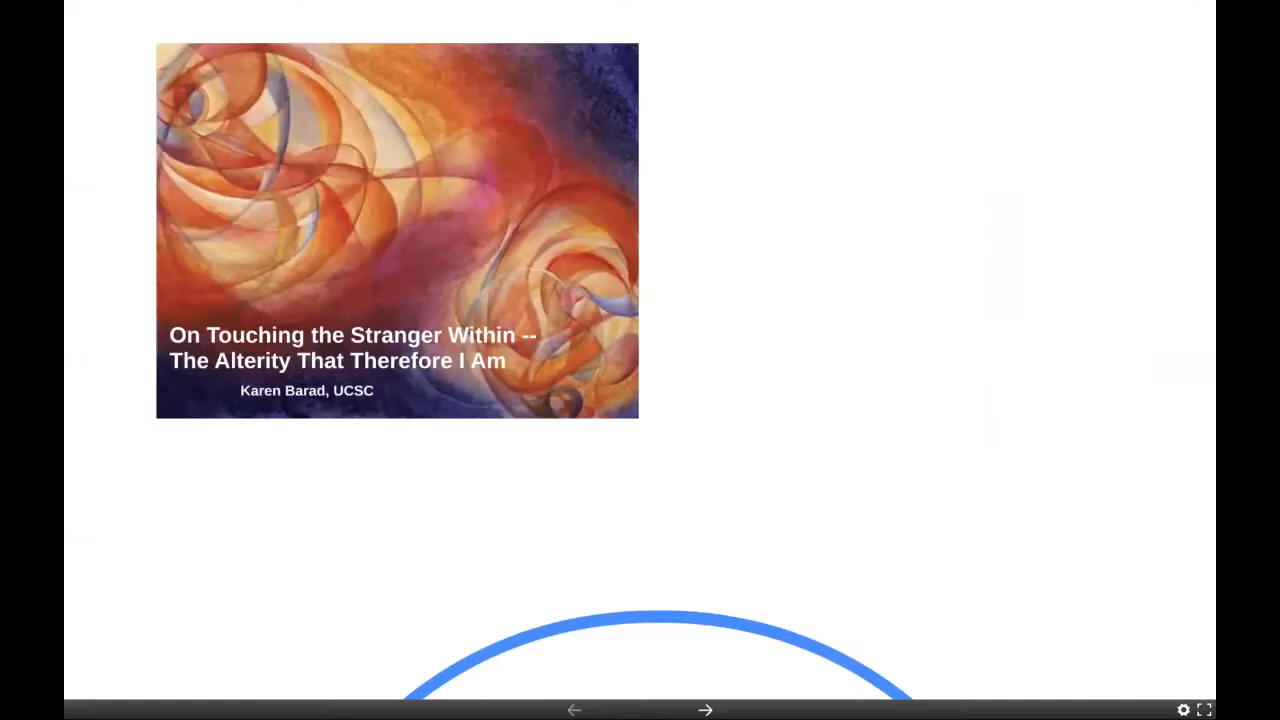 On Touching the Stranger Within --
The Alterity That Therefore I Am
Karen Barad, UCSC